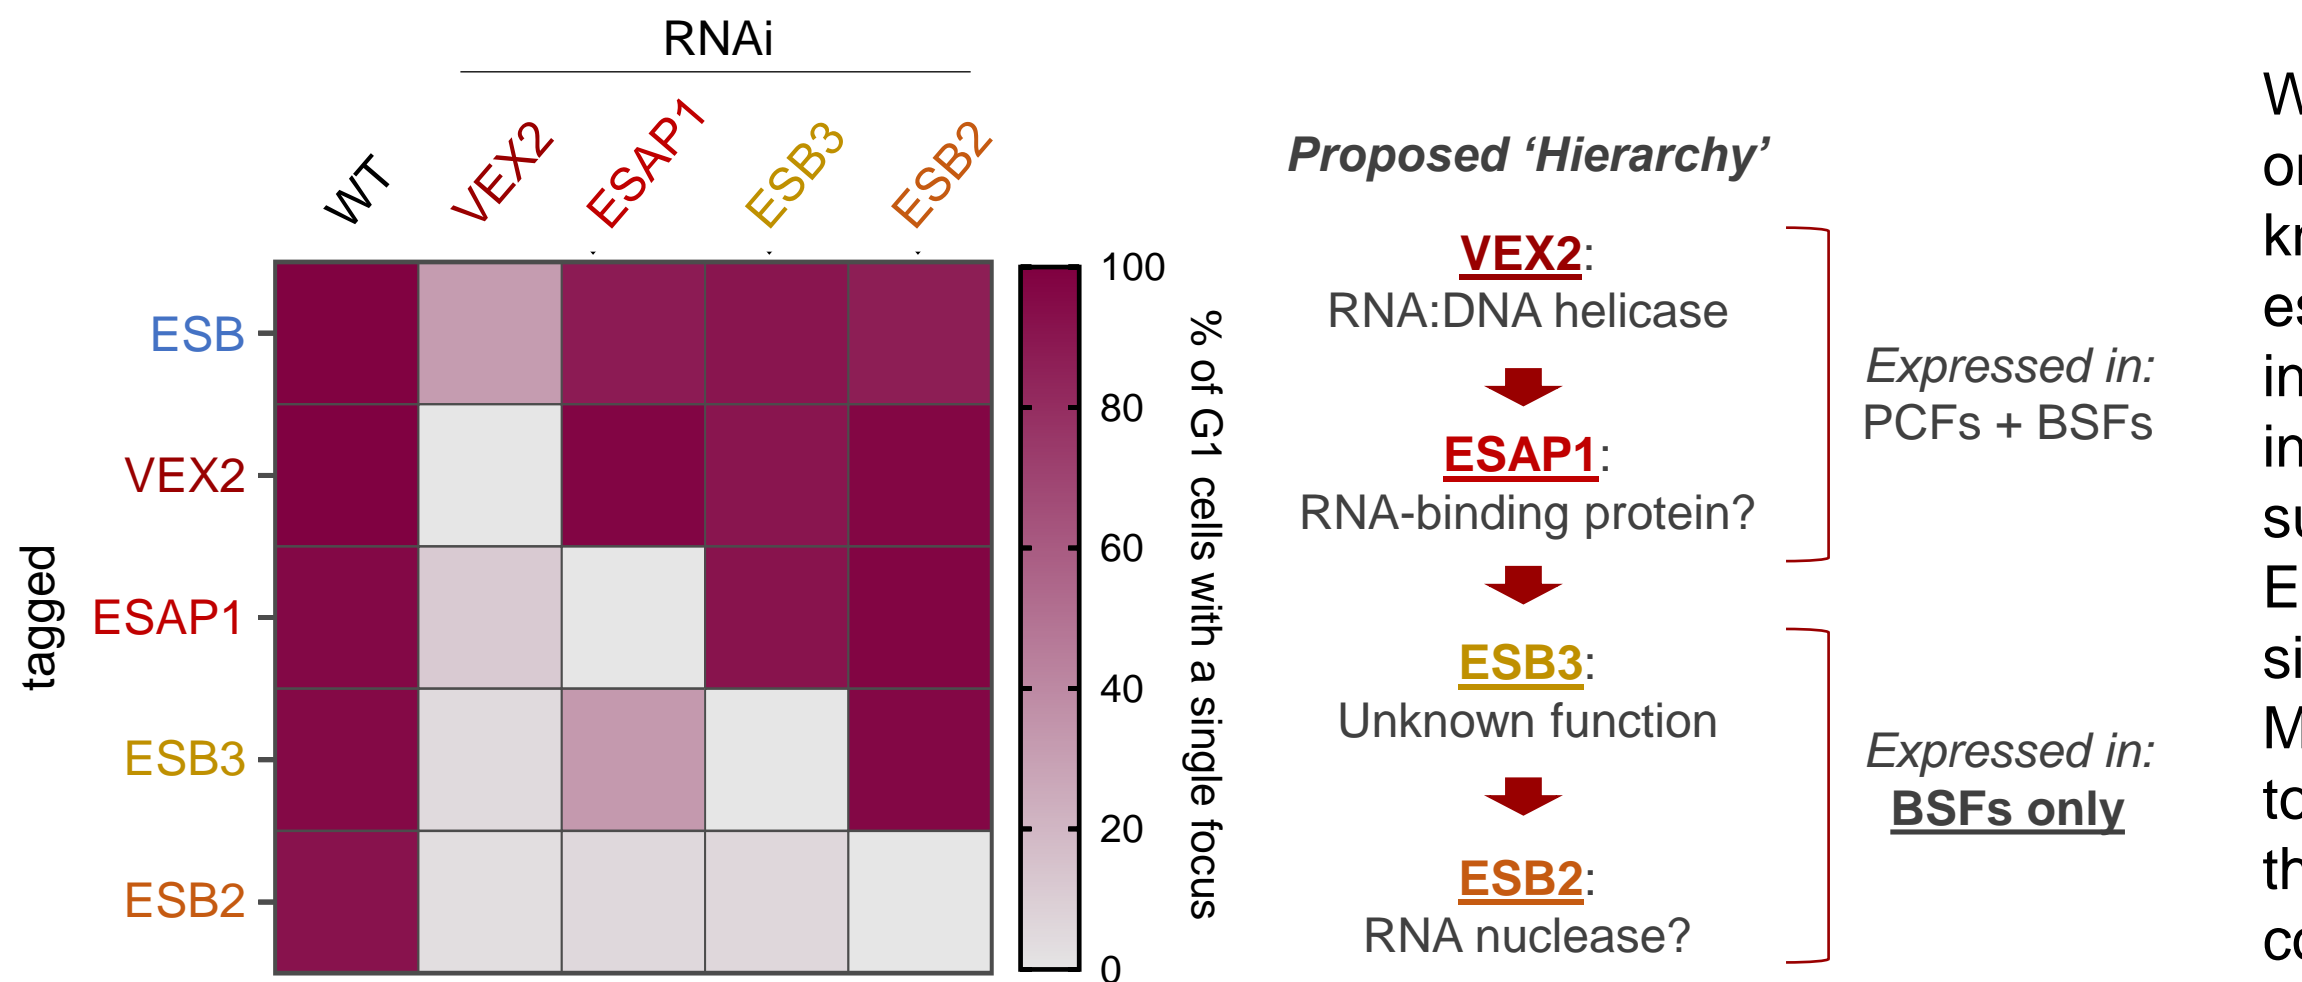 RNAi
WT
VEX2
ESAP1
ESB3
ESB2
tagged
ESB
VEX2
ESAP1
ESB3
ESB2
100
80
60
40
20
0
% of G1 cells with a single focus
Proposed ‘Hierarchy’
VEX2:
RNA:DNA helicase
ESAP1:
RNA-binding protein?
ESB3:
Unknown function
ESB2:
RNA nuclease?
Expressed in:
PCFs + BSFs
Expressed in:
BSFs only